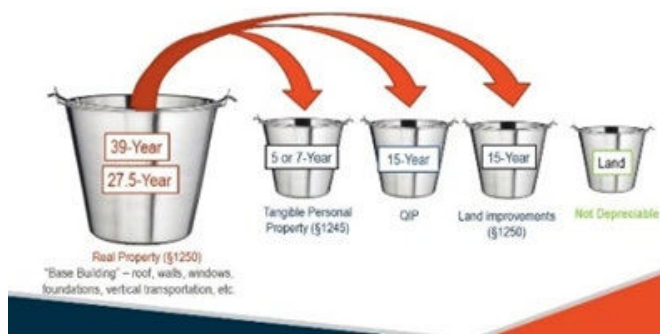 39-Year
27.5-Year
Real Property (§1250)
"Base Building" – roof, walls, windows,
foundations, vertical transportation, etc.
5 or 7-Year
Tangible Personal
Property (§1245)
15-Year
QIP
15-Year
Land improvements
(§1250)
Land
Not Depreciable